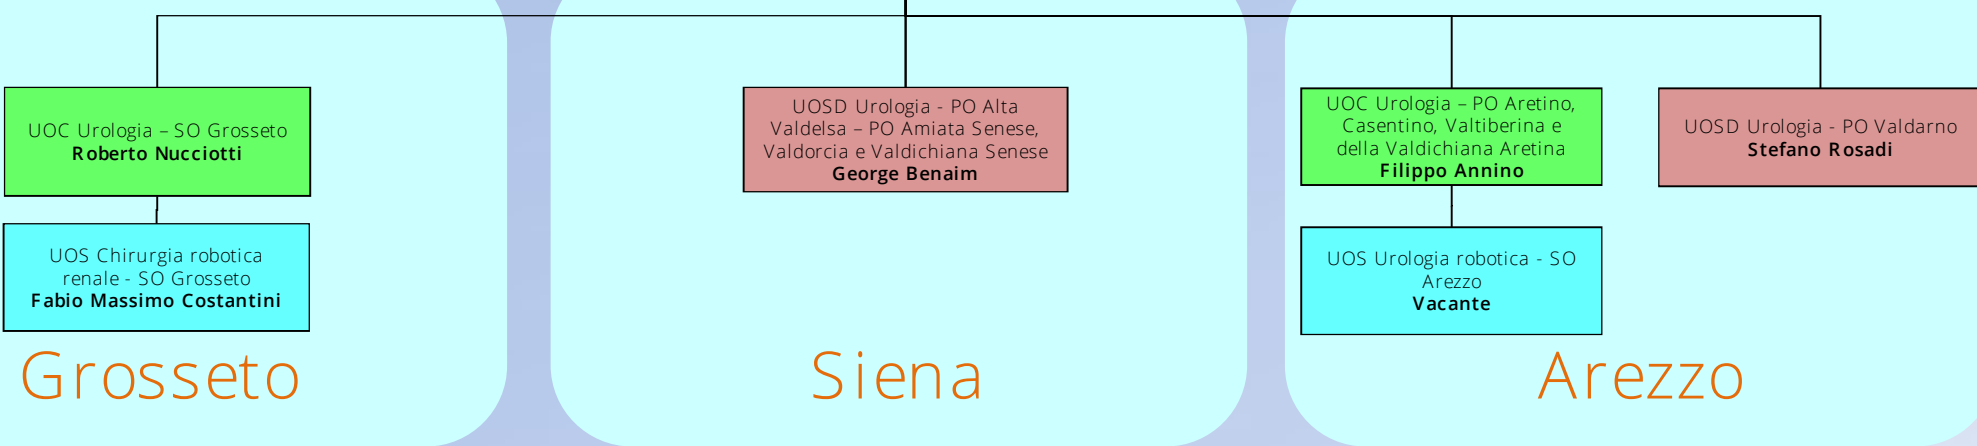 UOC Urologia – SO Grosseto
Roberto Nucciotti
UOS Chirurgia robotica
renale - SO Grosseto
Fabio Massimo Costantini
Grosseto
UOSD Urologia - PO Alta
Valdelsa – PO Amiata Senese,
Valdorcia e Valdichiana Senese
George Benaim
Siena
UOC Urologia – PO Aretino,
Casentino, Valtiberina e
della Valdichiana Aretina
Filippo Annino
UOSD Urologia - PO Valdarno
Stefano Rosadi
UOS Urologia robotica - SO
Arezzo
Vacante
Arezzo